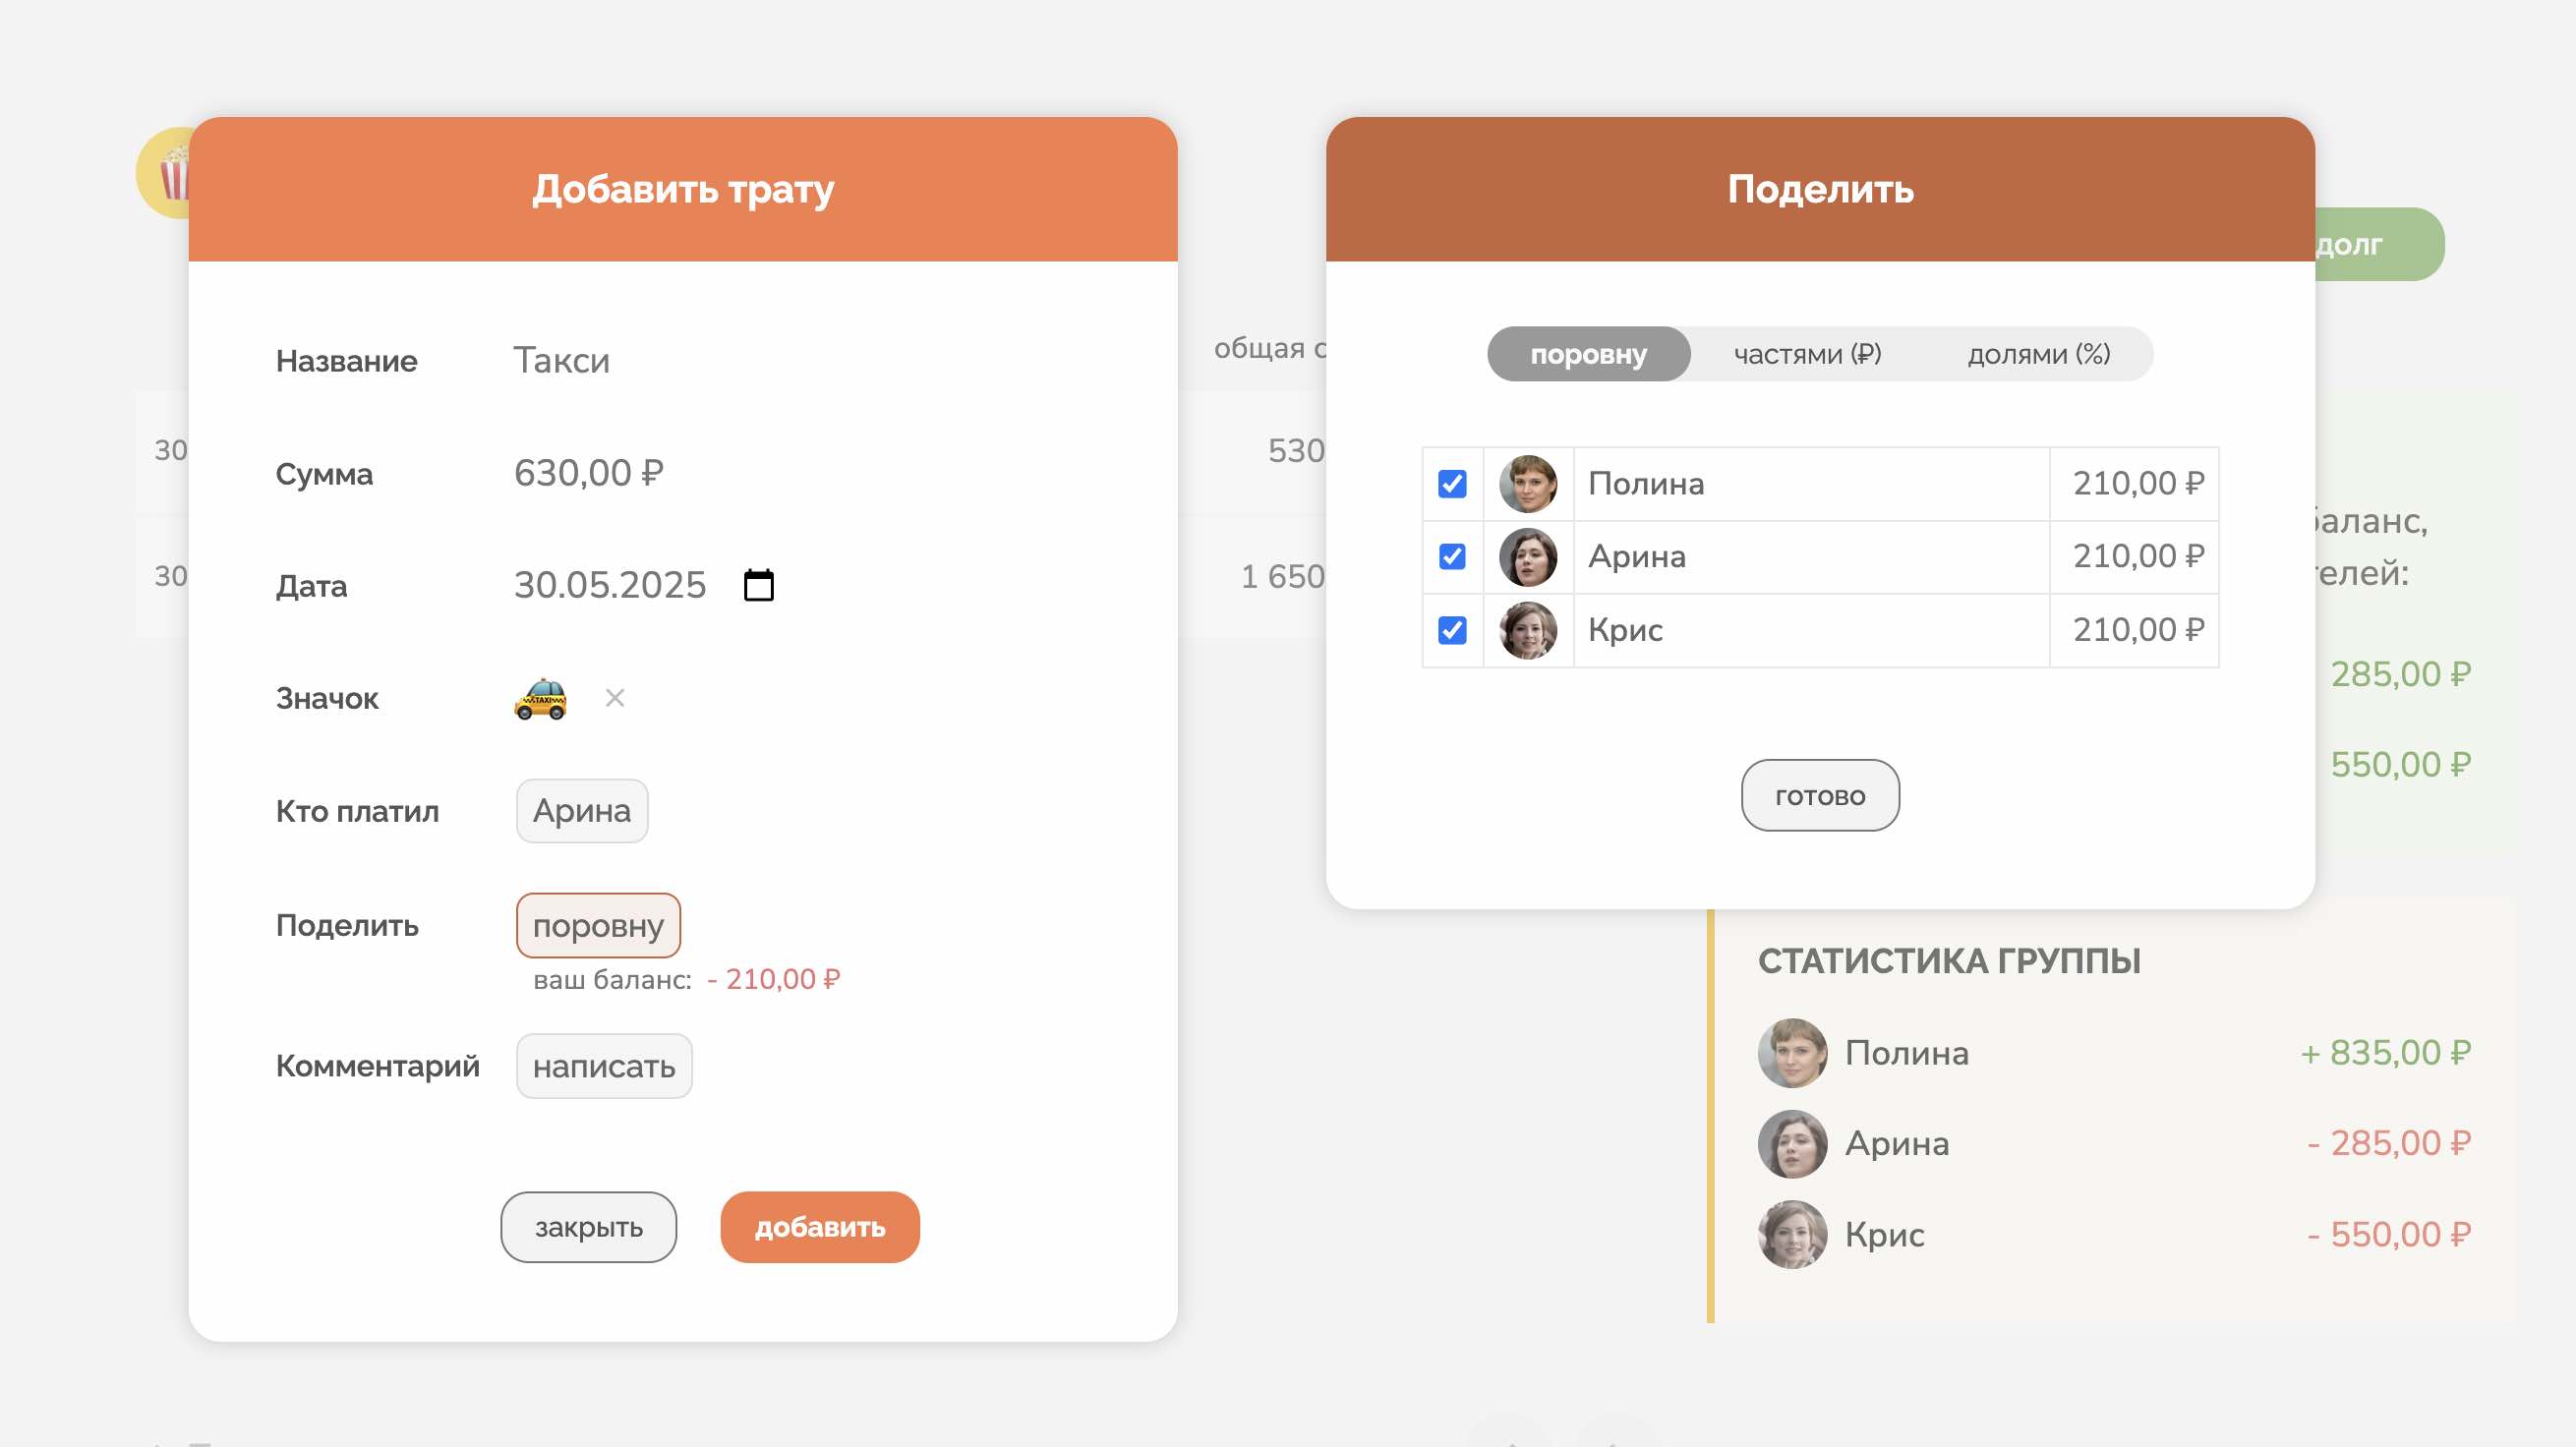 Добавить трату
Название Такси
Сумма 630,00 ₽
Дата 30.05.2025
Значок TAXI ×
Кто платил Арина
Поделить поровну
ваш баланс: - 210,00 ₽
Комментарий написать
закрыть добавить
Поделить
поровну частями (₽) долями (%)
Полина 210,00 ₽
Арина 210,00 ₽
Крис 210,00 ₽
готово
долг
общая
30 530
30 1 650
баланс,
285,00 ₽
550,00 ₽
СТАТИСТИКА ГРУППЫ
Полина + 835,00 ₽
Арина - 285,00 ₽
Крис - 550,00 ₽